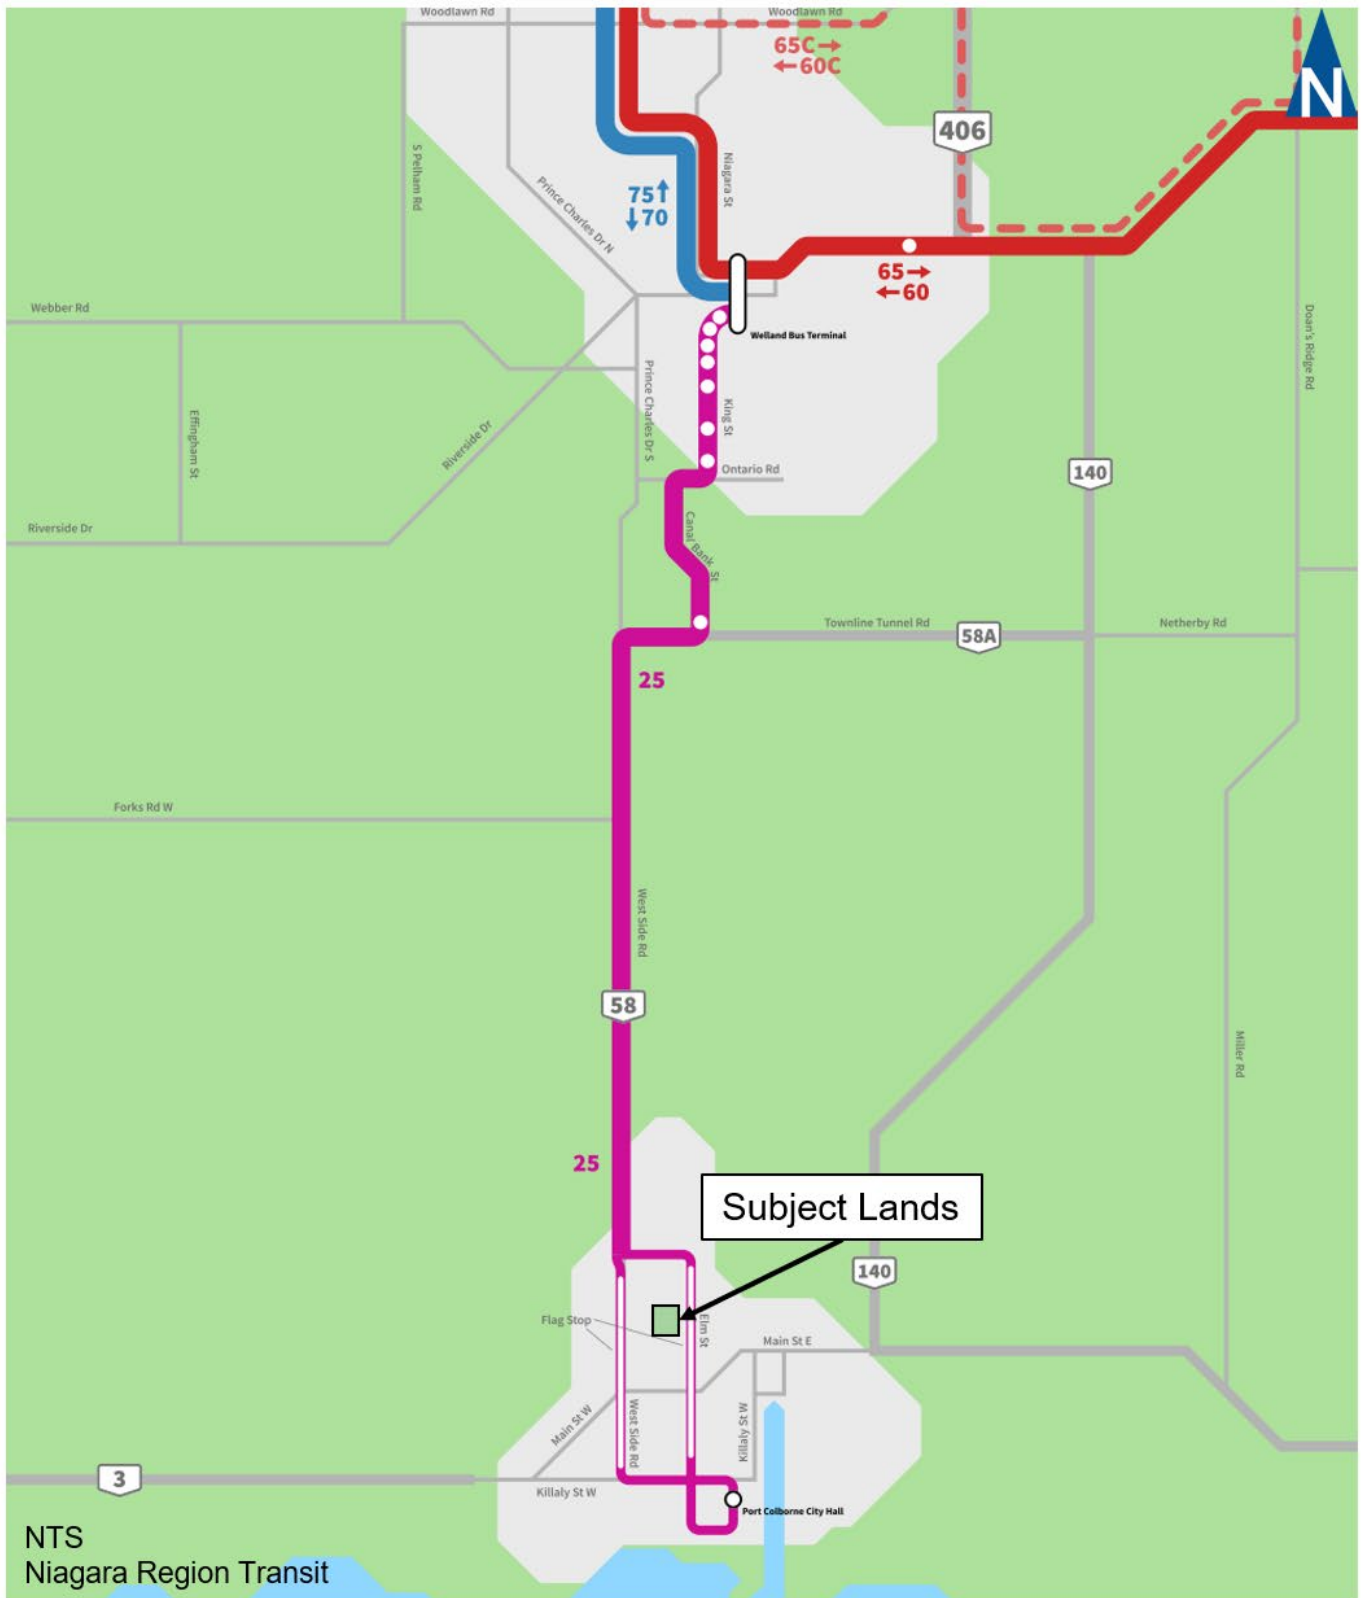 Woodlawn Rd
Woodlawn Rd
65C→
←60C
N
406
S Pelham Rd
Niagara St
Prince Charles Dr N
75↑
↓70
65→
←60
Webber Rd
Welland Bus Terminal
Doan's Ridge Rd
Prince Charles Dr S
King St
Effingham St
Riverside Dr
Ontario Rd
140
Riverside Dr
Canal Bank St
Townline Tunnel Rd
58A
Netherby Rd
25
Forks Rd W
West Side Rd
58
Miller Rd
25
Subject Lands
140
Flag Stop
Elm St
Main St E
Main St W
West Side Rd
Killaly St W
3
Killaly St W
Port Colborne City Hall
NTS
Niagara Region Transit